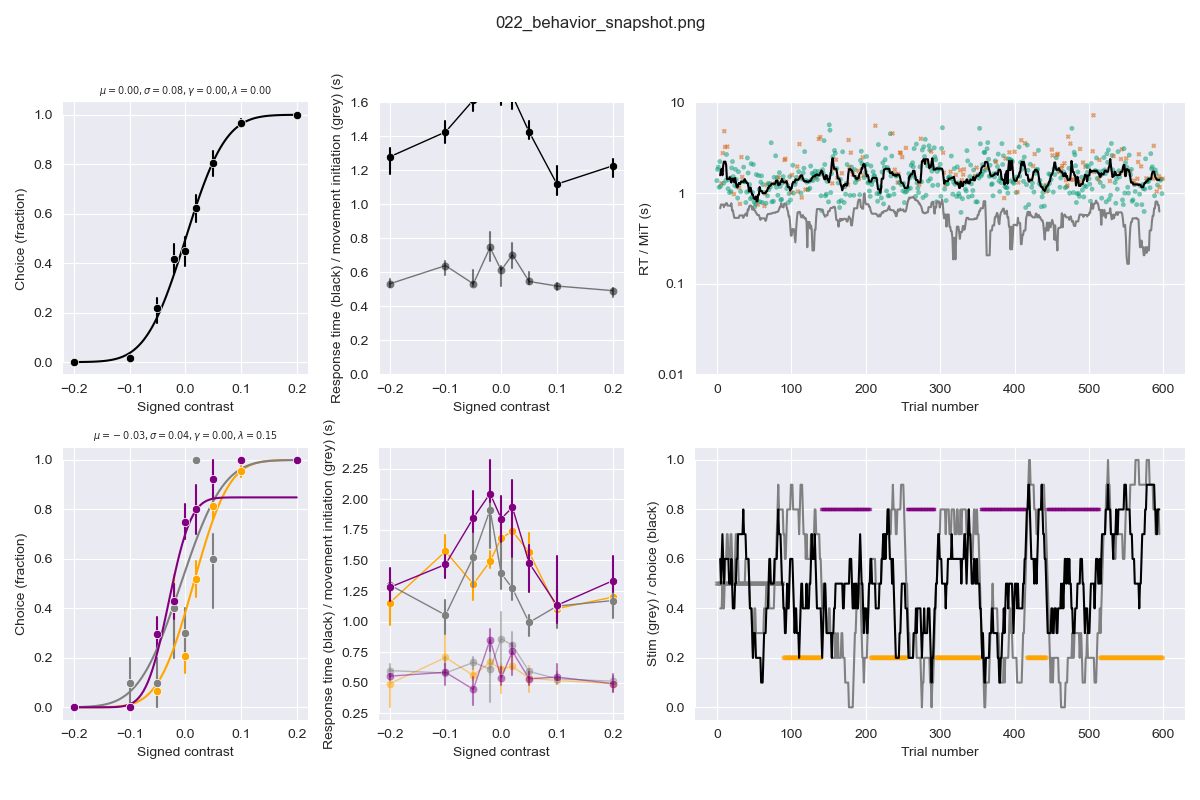 022_behavior_snapshot.png
μ = 0.00, σ = 0.08, γ = 0.00, λ = 0.00
Choice (fraction)
1.0
0.8
0.6
0.4
0.2
0.0
−0.2 −0.1 0.0 0.1 0.2
Signed contrast
Response time (black) / movement initiation (grey) (s)
1.6
1.4
1.2
1.0
0.8
0.6
0.4
0.2
0.0
−0.2 −0.1 0.0 0.1 0.2
Signed contrast
RT / MiT (s)
10
1
0.1
0.01
0 100 200 300 400 500 600
Trial number
μ = − 0.03, σ = 0.04, γ = 0.00, λ = 0.15
Choice (fraction)
1.0
0.8
0.6
0.4
0.2
0.0
−0.2 −0.1 0.0 0.1 0.2
Signed contrast
Response time (black) / movement initiation (grey) (s)
2.25
2.00
1.75
1.50
1.25
1.00
0.75
0.50
0.25
−0.2 −0.1 0.0 0.1 0.2
Signed contrast
Stim (grey) / choice (black)
1.0
0.8
0.6
0.4
0.2
0.0
0 100 200 300 400 500 600
Trial number